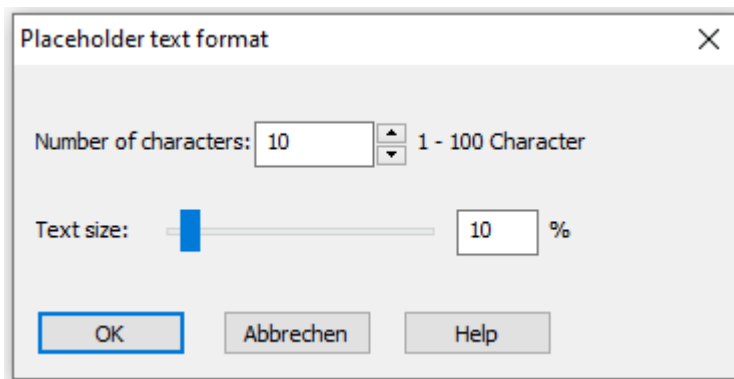 Placeholder text format
Number of characters: 10 1 - 100 Character
Text size: 10 %
OK Abbrechen Help